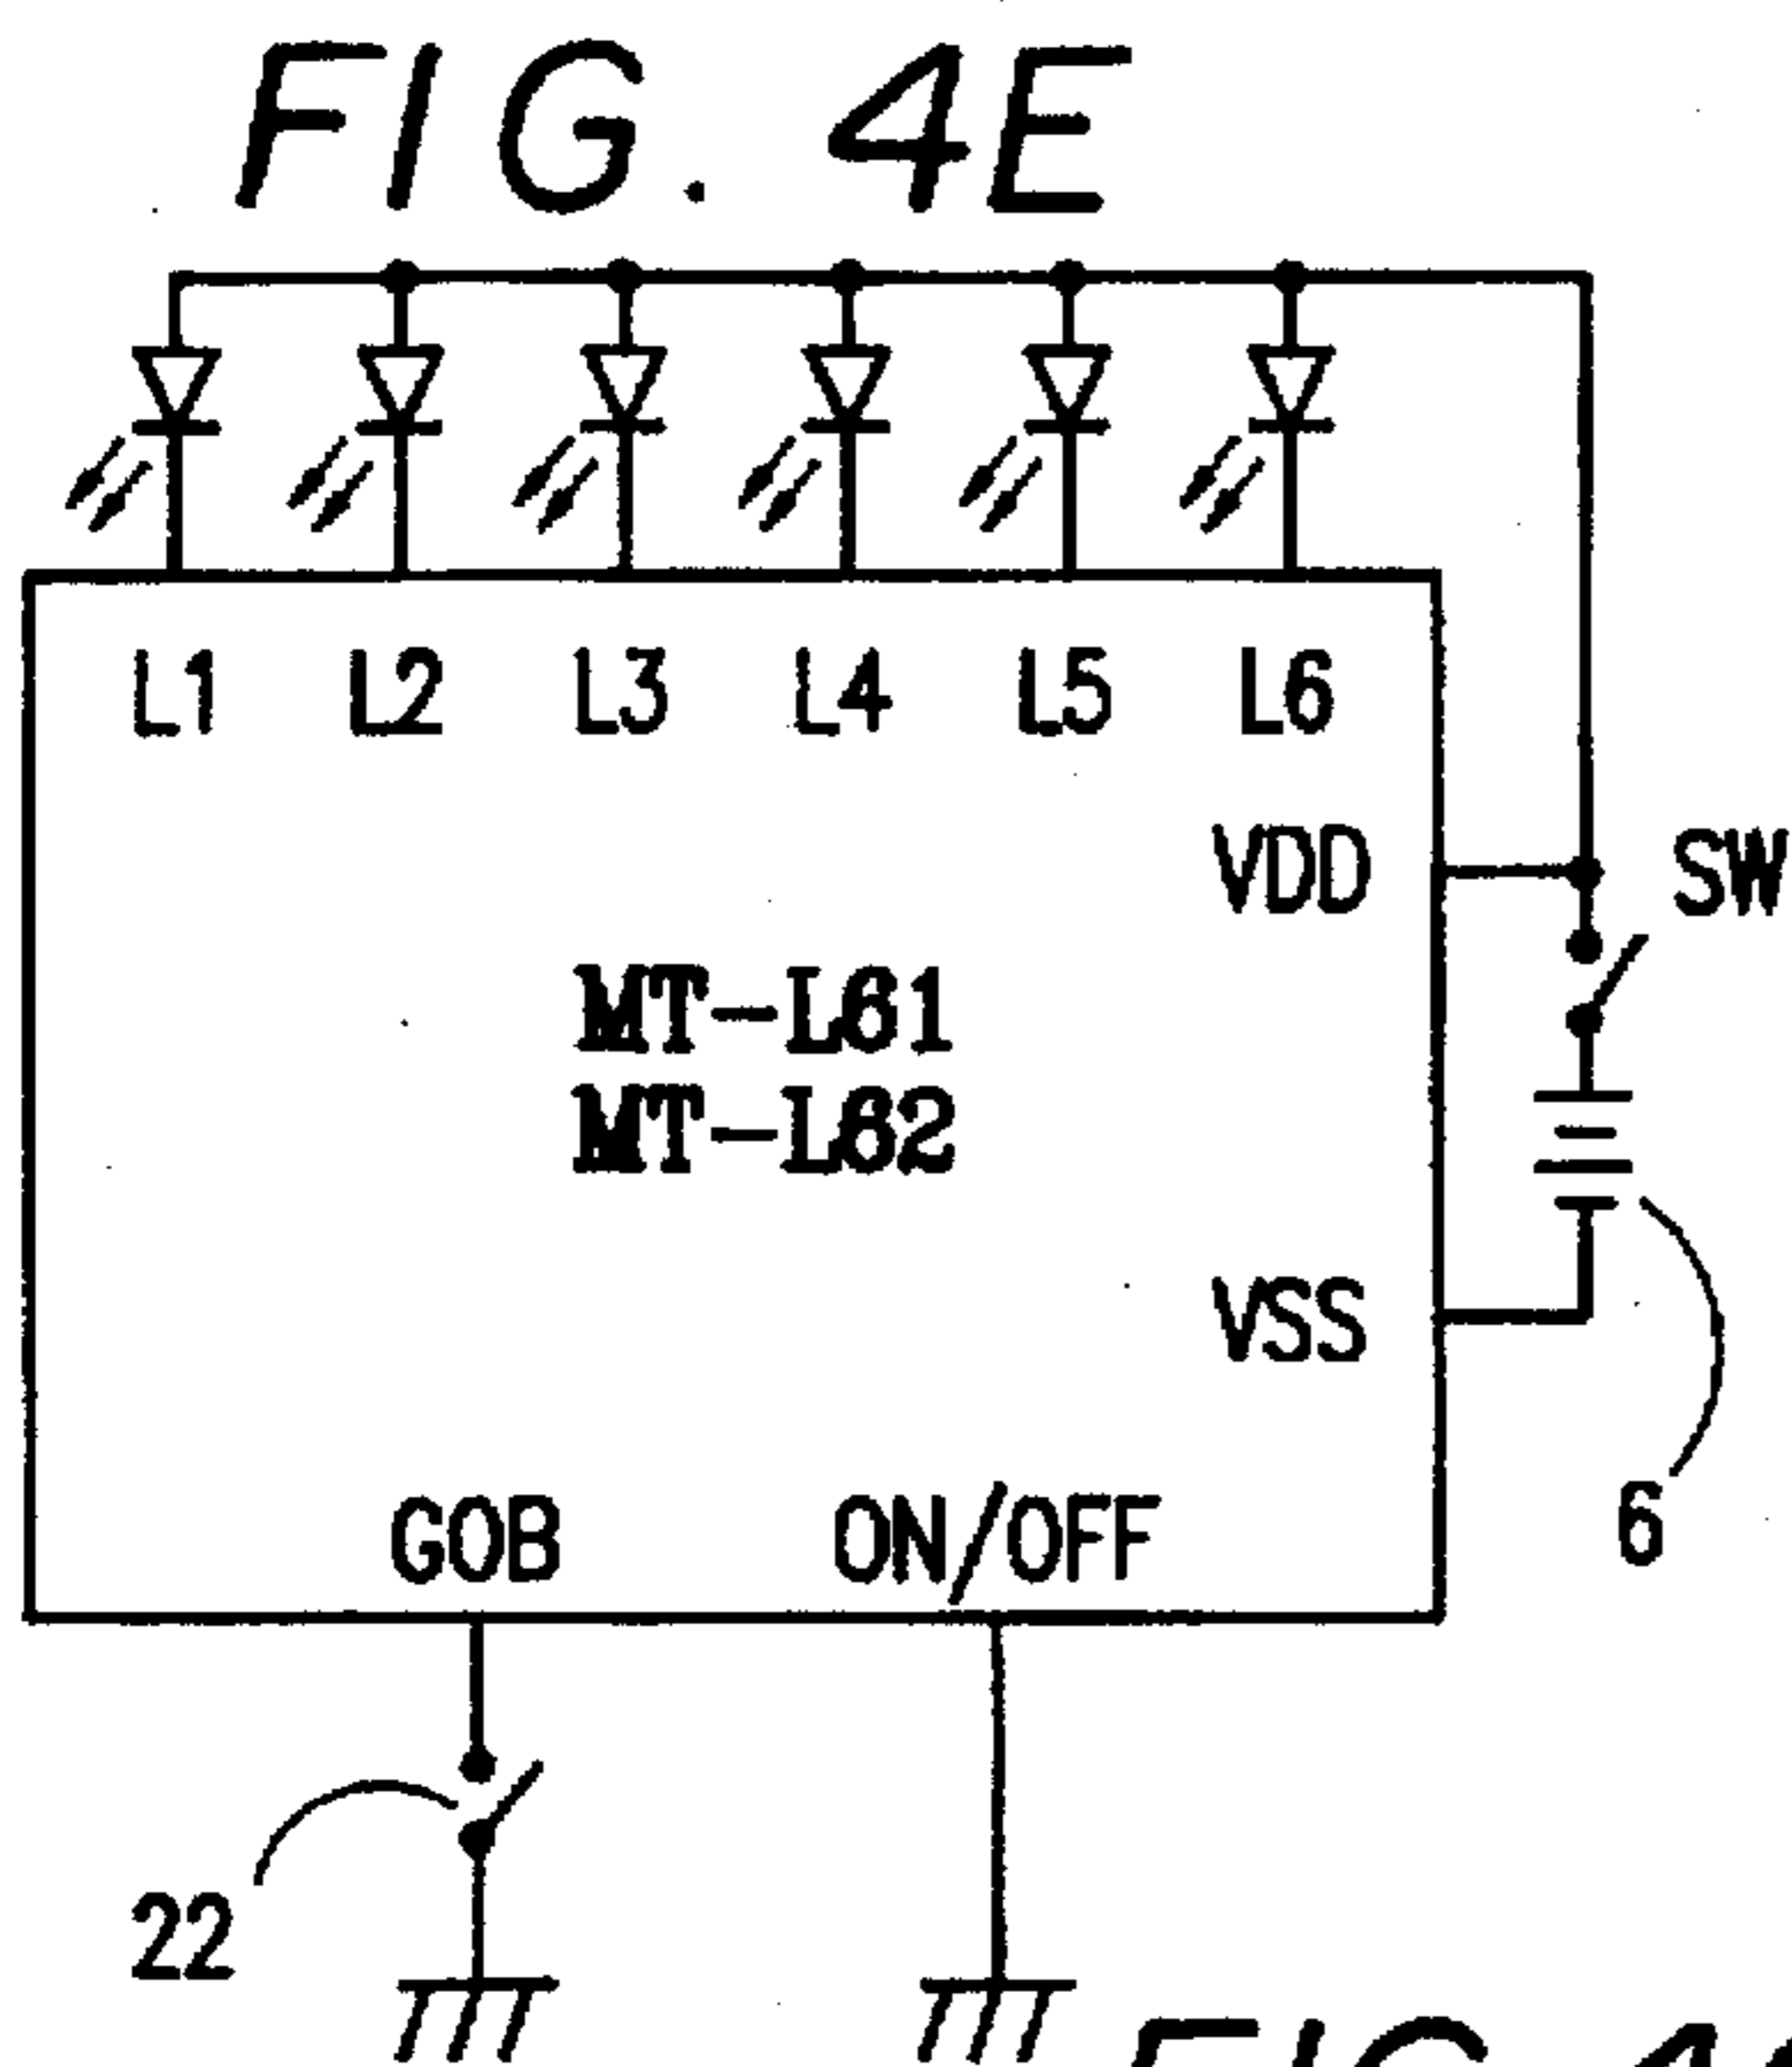 FIG. 4E
L1 L2 L3 L4 L5 L6
VDD
SW
MT-L61
MT-L62
VSS
6
GOB ON/OFF
22